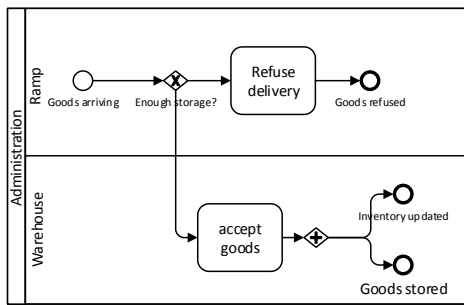 Administration
Ramp
Goods arriving
Enough storage?
Refuse
delivery
Goods refused
Warehouse
accept
goods
Inventory updated
Goods stored